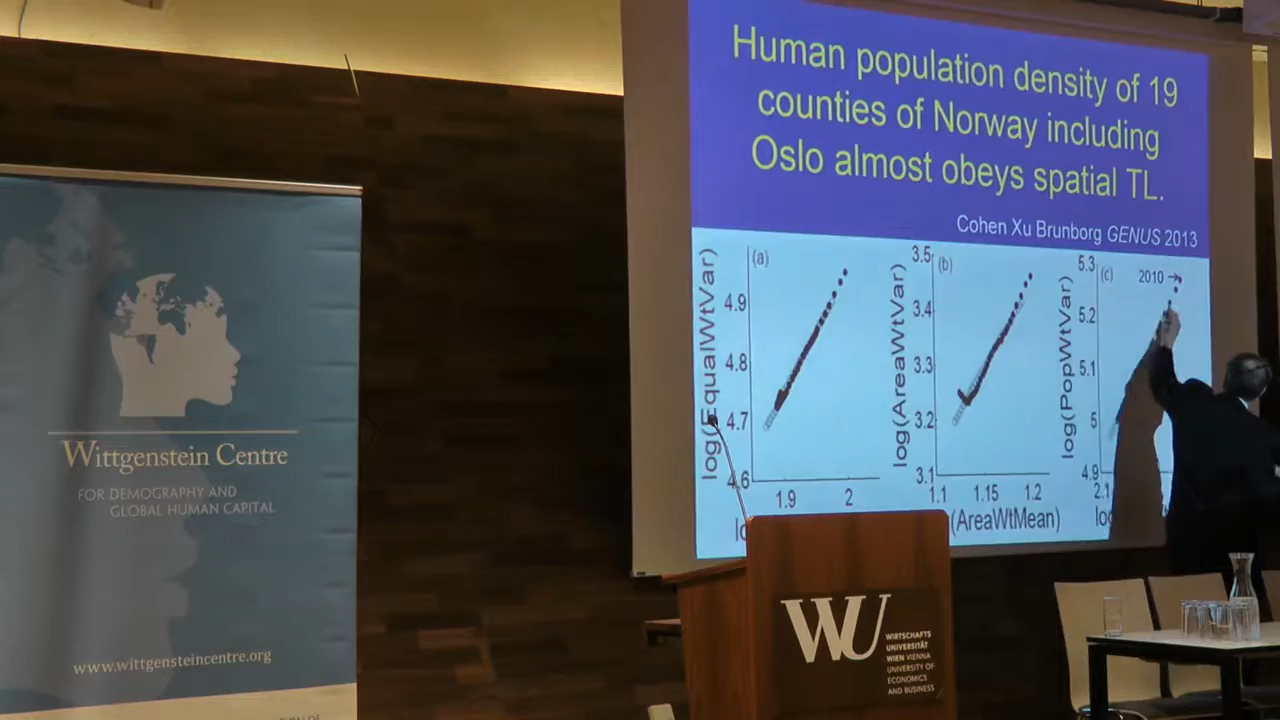 Human population density of 19
counties of Norway including
Oslo almost obeys spatial TL.
Cohen Xu Brunborg GENUS 2013
(a)
log(EqualWtVar)
4.9
4.8
4.7
4.6
1.9 2
(b)
log(AreaWtVar)
3.5
3.4
3.3
3.2
3.1
1.1 1.15 1.2
(AreaWtMean)
(c)
2010
log(PopWtVar)
5.3
5.2
5.1
5
4.9
2.1
Wittgenstein Centre
FOR DEMOGRAPHY AND
GLOBAL HUMAN CAPITAL
www.wittgensteincentre.org
WU
WIRTSCHAFTS
UNIVERSITÄT
WIEN VIENNA
UNIVERSITY OF
ECONOMICS
AND BUSINESS